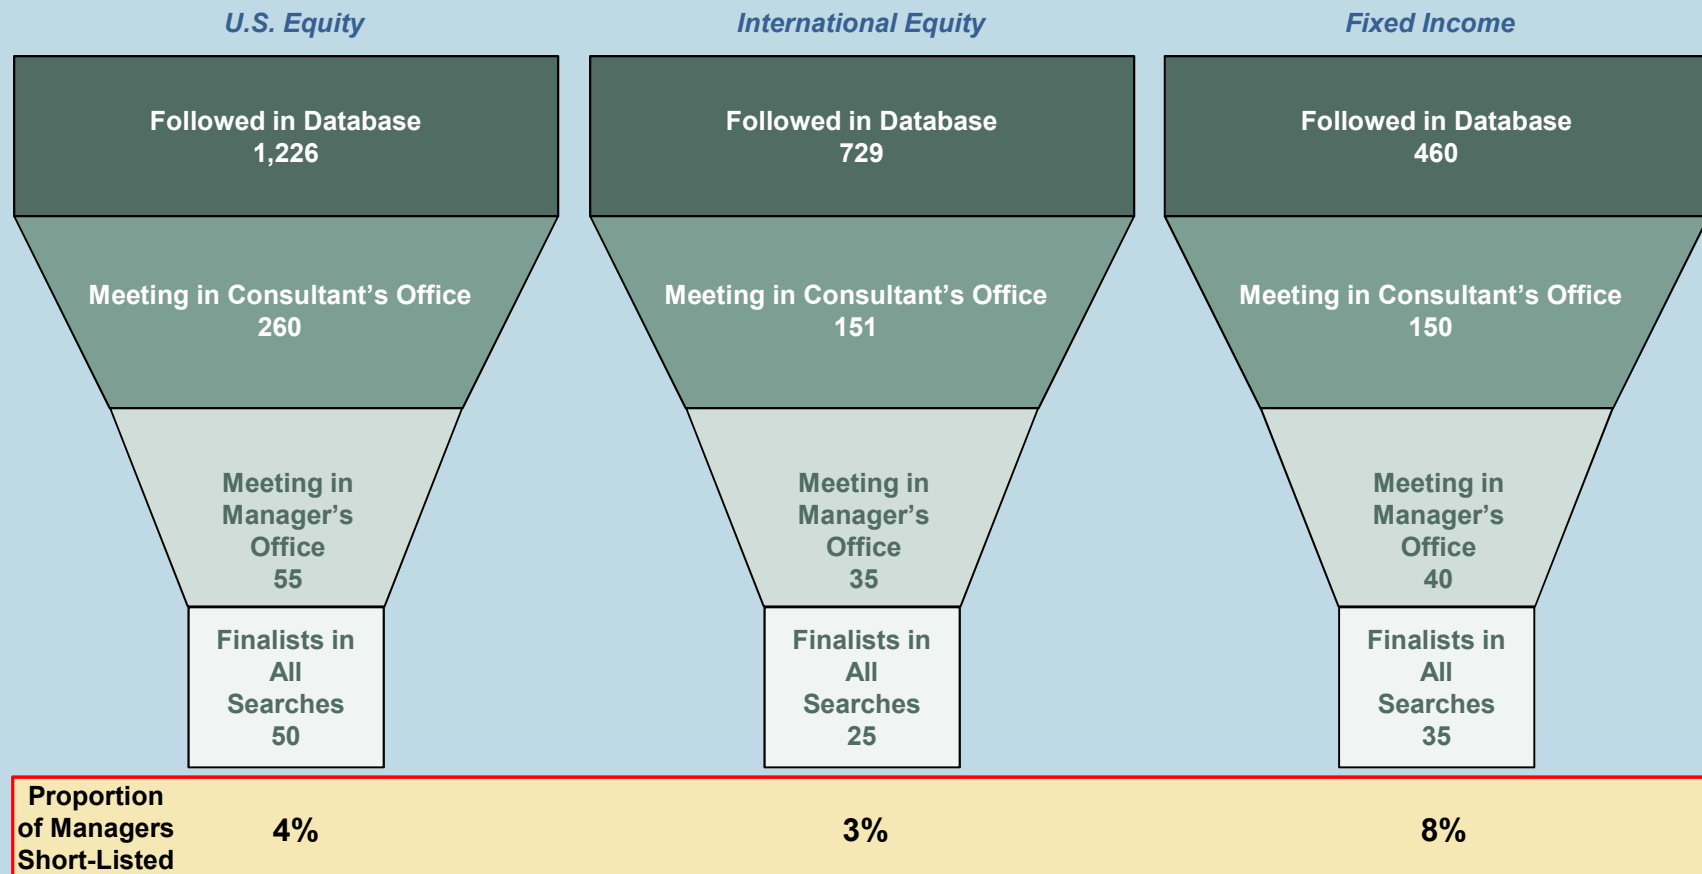 U.S. Equity
International Equity
Fixed Income
Followed in Database
1,226
Followed in Database
729
Followed in Database
460
Meeting in Consultant’s Office
260
Meeting in Consultant’s Office
151
Meeting in Consultant’s Office
150
Meeting in
Manager’s
Office
55
Meeting in
Manager’s
Office
35
Meeting in
Manager’s
Office
40
Finalists in
All
Searches
50
Finalists in
All
Searches
25
Finalists in
All
Searches
35
Proportion
of Managers
Short-Listed
4%
3%
8%